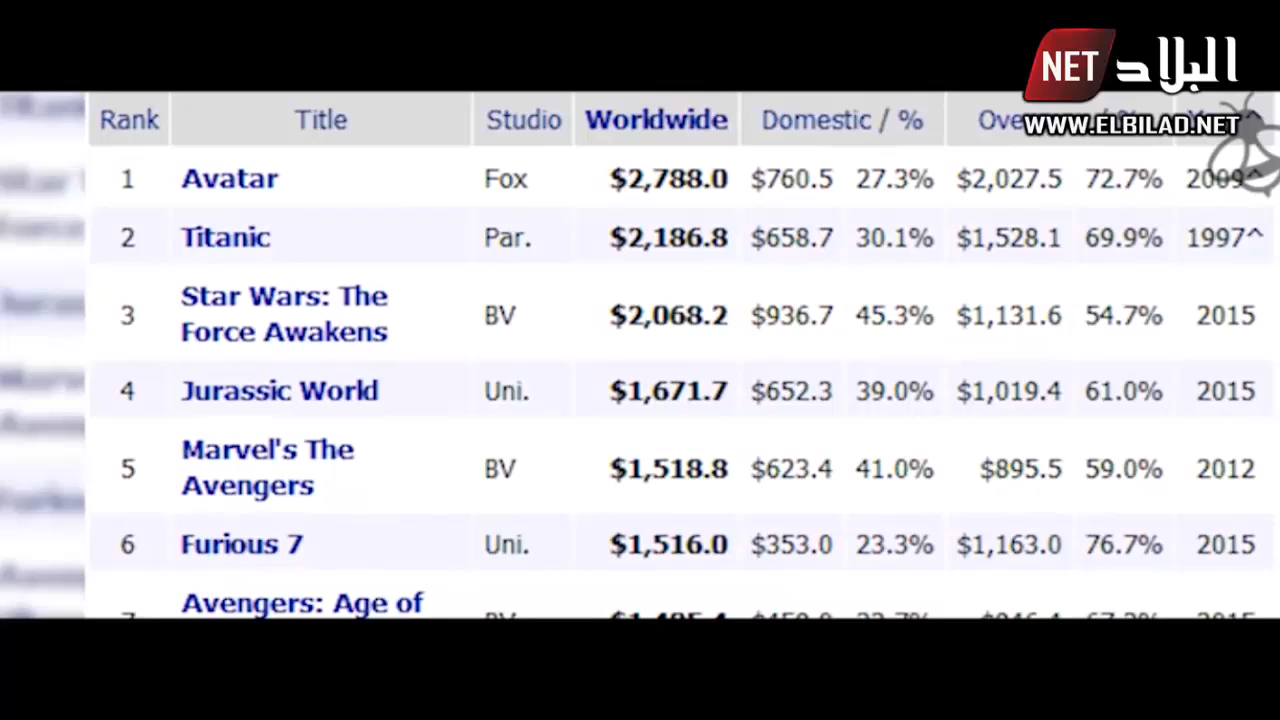 NET البلاد
WWW.ELBILAD.NET
Rank Title Studio Worldwide Domestic / %
1 Avatar Fox $2,788.0 $760.5 27.3% $2,027.5 72.7% 2009^
2 Titanic Par. $2,186.8 $658.7 30.1% $1,528.1 69.9% 1997^
Star Wars: The
3 BV $2,068.2 $936.7 45.3% $1,131.6 54.7% 2015
Force Awakens
4 Jurassic World Uni. $1,671.7 $652.3 39.0% $1,019.4 61.0% 2015
Marvel's The
5 BV $1,518.8 $623.4 41.0% $895.5 59.0% 2012
Avengers
6 Furious 7 Uni. $1,516.0 $353.0 23.3% $1,163.0 76.7% 2015
Avengers: Age of